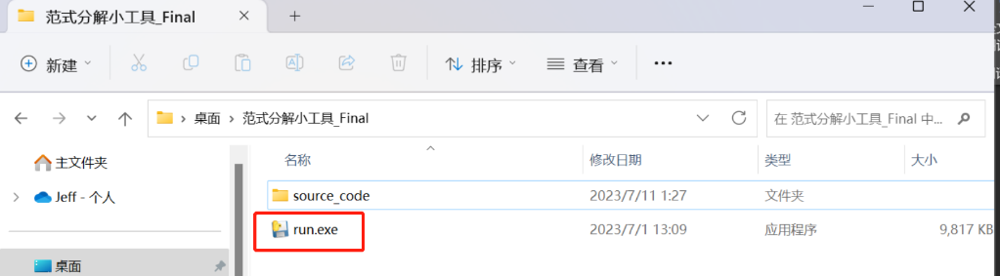 范式分解小工具_Final
新建
排序
查看
桌面 > 范式分解小工具_Final
在 范式分解小工具_Final 中...
主文件夹
Jeff - 个人
桌面
名称 修改日期 类型 大小
source_code 2023/7/11 1:27 文件夹
run.exe 2023/7/1 13:09 应用程序 9,817 KB